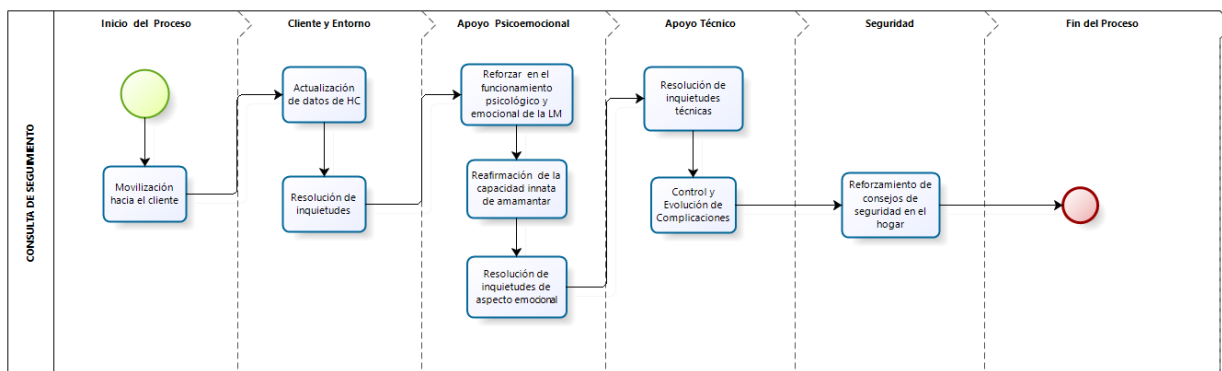 Inicio del Proceso
Cliente y Entorno
Apoyo Psicoemocional
Apoyo Técnico
Seguridad
Fin del Proceso
CONSULTA DE SEGUIMIENTO
Movilización
hacia el cliente
Actualización
de datos de HC
Resolución de
inquietudes
Reforzar en el
funcionamiento
psicológico y
emocional de la LM
Reafirmación de la
capacidad innata
de amamantar
Resolución de
inquietudes de
aspecto emocional
Resolución de
inquietudes
técnicas
Control y
Evolución de
Complicaciones
Reforzamiento de
consejos de
seguridad en el
hogar